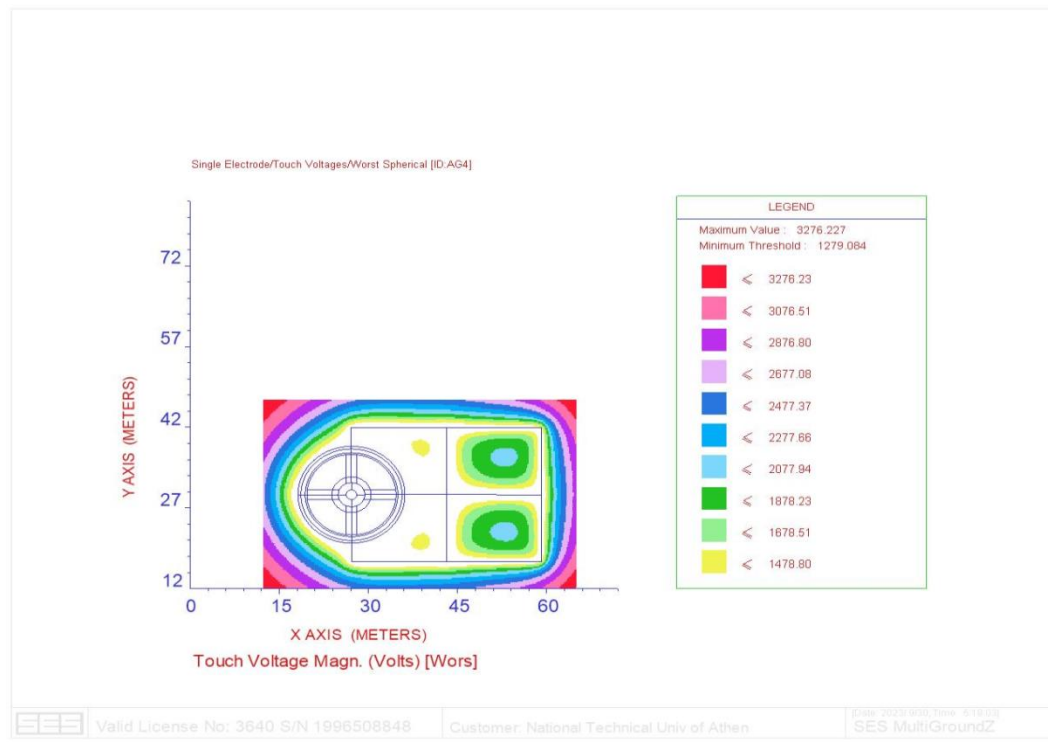 Single Electrode/Touch Voltages/Worst Spherical [ID:AG4]
LEGEND
Maximum Value : 3276.227
Minimum Threshold : 1279.084
⩽ 3276.23
⩽ 3076.51
⩽ 2876.80
⩽ 2677.08
⩽ 2477.37
⩽ 2277.66
⩽ 2077.94
⩽ 1878.23
⩽ 1678.51
⩽ 1478.80
Y AXIS (METERS)
72
57
42
27
12
0 15 30 45 60
X AXIS (METERS)
Touch Voltage Magn. (Volts) [Wors]
SES
Valid License No: 3640 S/N 1996508848
Customer: National Technical Univ of Athen
SES MultiGroundZ